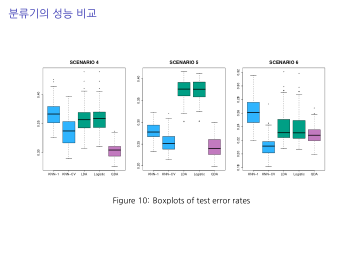 분류기의 성능 비교
SCENARIO 4 SCENARIO 5 SCENARIO 6
KNN-1 KNN-CV LDA Logistic QDA KNN-1 KNN-CV LDA Logistic QDA KNN-1 KNN-CV LDA Logistic QDA
Figure 10: Boxplots of test error rates